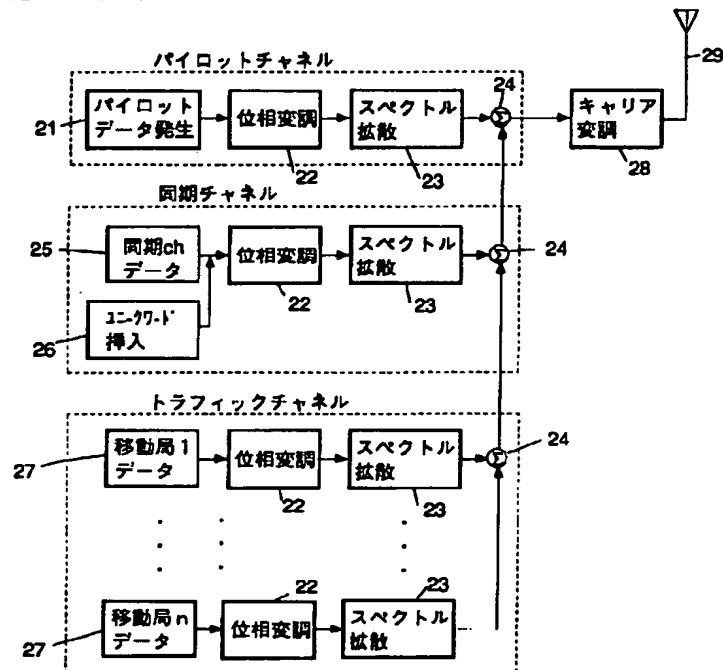 パイロットチャネル
29
24
パイロット
データ発生
位相変調
スペクトル
拡散
Σ
キャリア
変調
21
22
23
28
同期チャネル
25
同期ch
データ
位相変調
スペクトル
拡散
Σ
24
22
23
ユニークワード
挿入
26
トラフィックチャネル
27
移動局1
データ
位相変調
スペクトル
拡散
Σ
24
22
23
22
23
移動局n
データ
位相変調
スペクトル
拡散
27